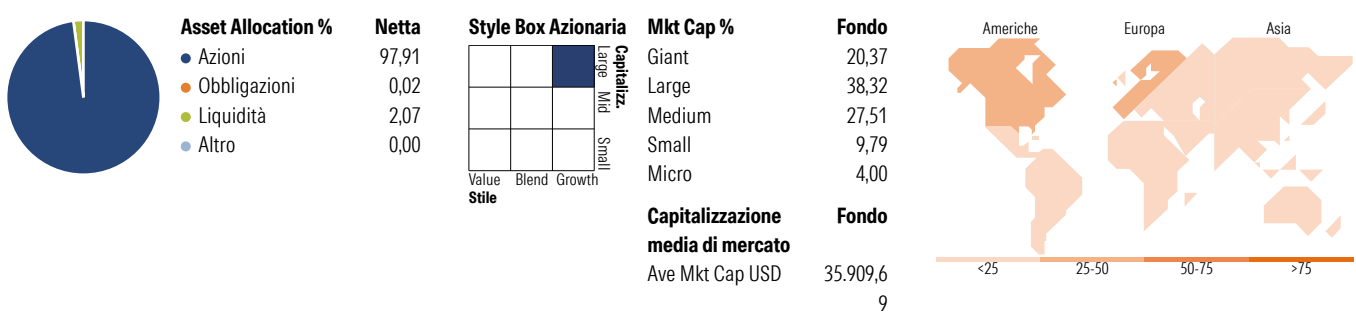 Asset Allocation % Netta
Azioni 97,91
Obbligazioni 0,02
Liquidità 2,07
Altro 0,00
Style Box Azionaria
Capitalizz.
Large
Mid
Small
Value Blend Growth
Stile
Mkt Cap % Fondo
Giant 20,37
Large 38,32
Medium 27,51
Small 9,79
Micro 4,00
Capitalizzazione Fondo
media di mercato
Ave Mkt Cap USD 35.909,6
9
Americhe Europa Asia
<25 25-50 50-75 >75